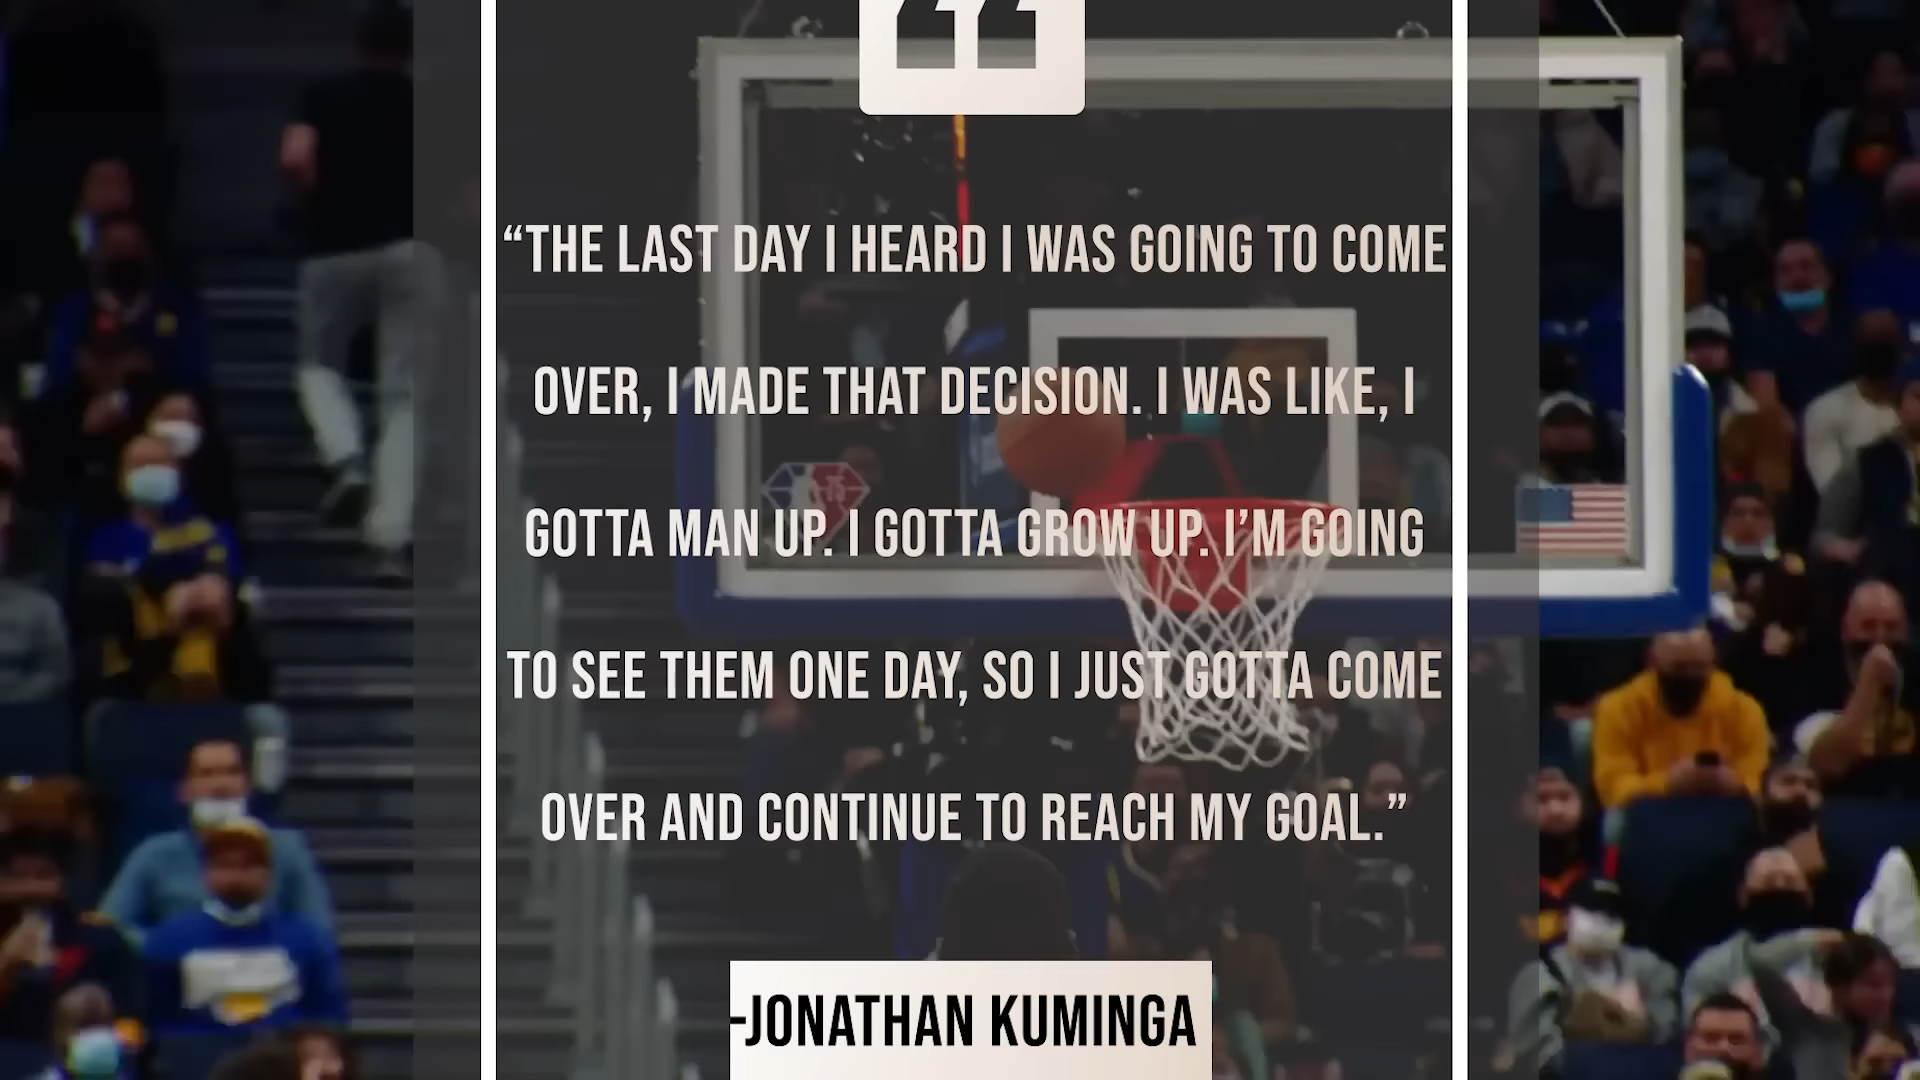 “THE LAST DAY I HEARD I WAS GOING TO COME
OVER, I MADE THAT DECISION. I WAS LIKE, I
GOTTA MAN UP. I GOTTA GROW UP. I’M GOING
TO SEE THEM ONE DAY, SO I JUST GOTTA COME
OVER AND CONTINUE TO REACH MY GOAL.”
-JONATHAN KUMINGA